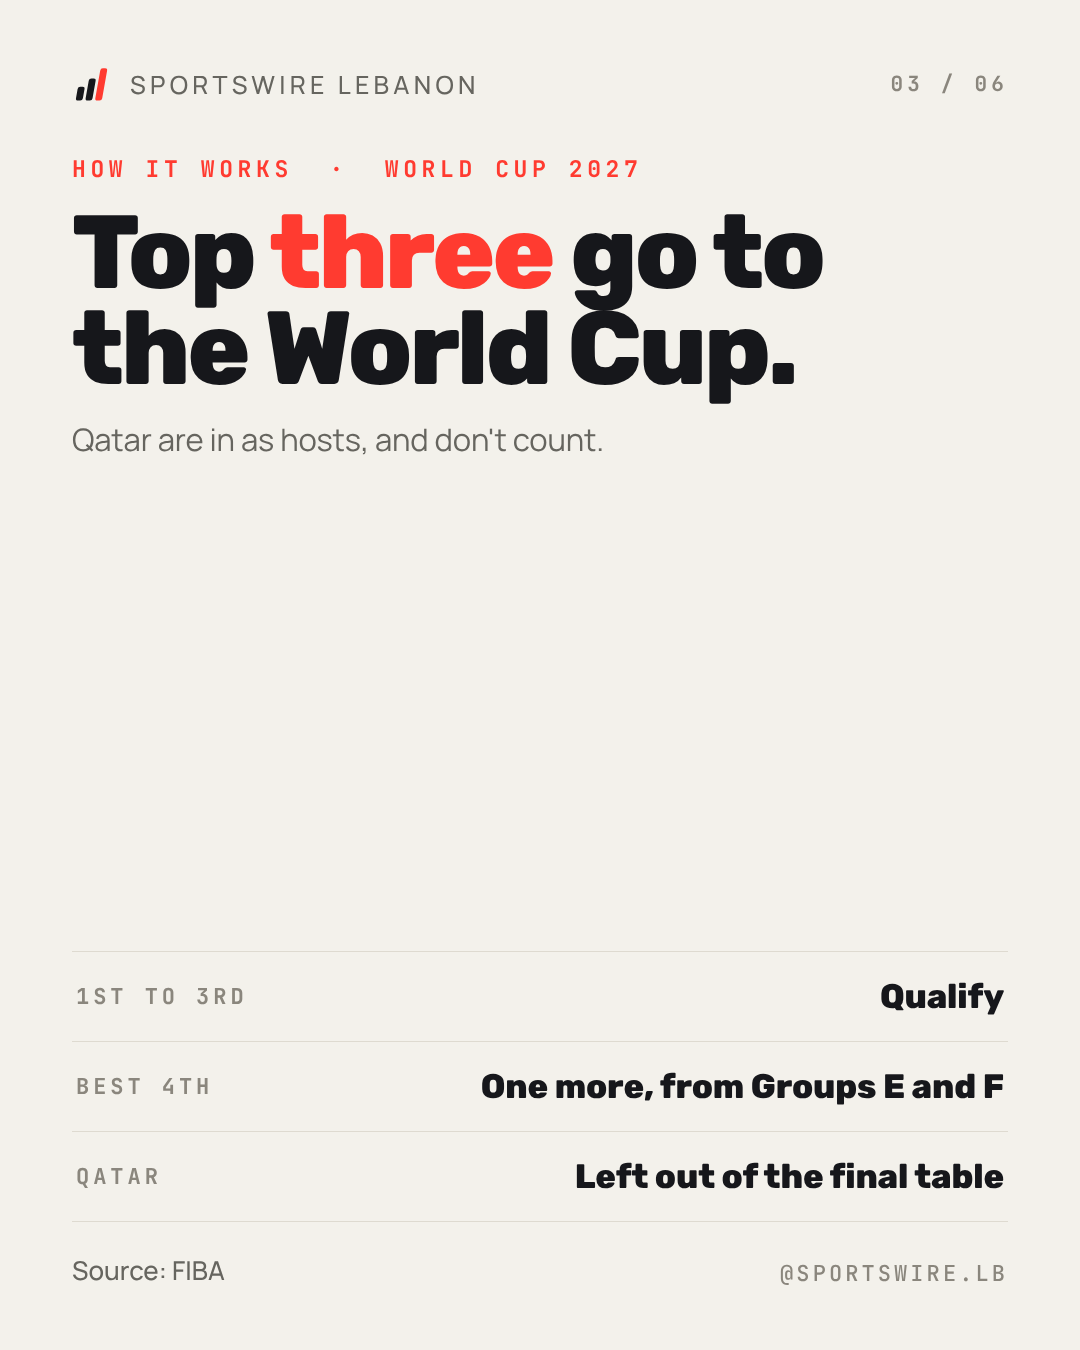 SPORTSWIRE LEBANON
03 / 06
HOW IT WORKS · WORLD CUP 2027
Top three go to
the World Cup.
Qatar are in as hosts, and don't count.
1ST TO 3RD
Qualify
BEST 4TH
One more, from Groups E and F
QATAR
Left out of the final table
Source: FIBA
@SPORTSWIRE.LB